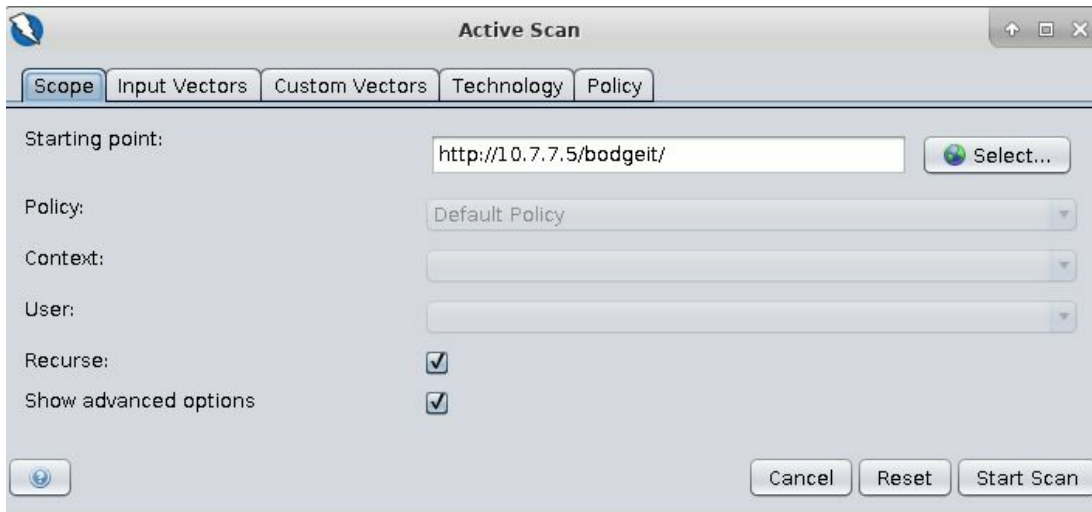 Active Scan
Scope Input Vectors Custom Vectors Technology Policy
Starting point: http://10.7.7.5/bodgeit/ Select...
Policy: Default Policy
Context:
User:
Recurse:
Show advanced options
Cancel Reset Start Scan